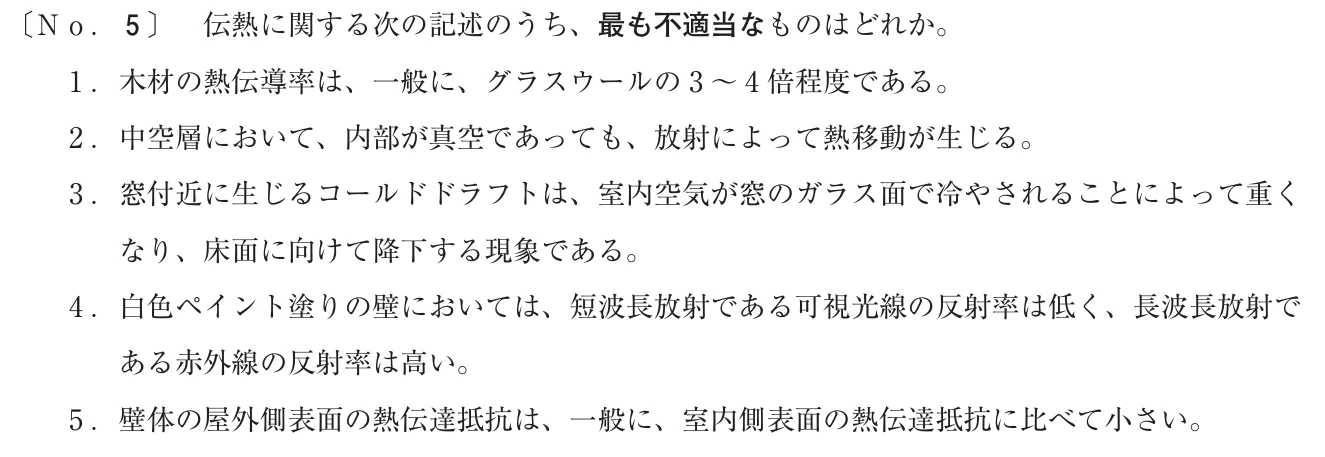 〔Ｎｏ．５〕　伝熱に関する次の記述のうち、最も不適当なものはどれか。
１．木材の熱伝導率は、一般に、グラスウールの３～４倍程度である。
２．中空層において、内部が真空であっても、放射によって熱移動が生じる。
３．窓付近に生じるコールドドラフトは、室内空気が窓のガラス面で冷やされることによって重く
なり、床面に向けて降下する現象である。
４．白色ペイント塗りの壁においては、短波長放射である可視光線の反射率は低く、長波長放射で
ある赤外線の反射率は高い。
５．壁体の屋外側表面の熱伝達抵抗は、一般に、室内側表面の熱伝達抵抗に比べて小さい。